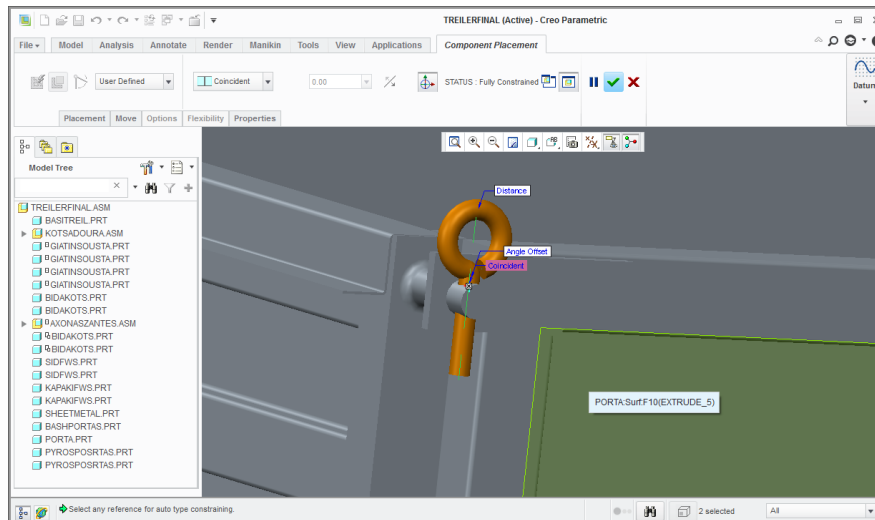 TREILERFINAL (Active) - Creo Parametric
File Model Analysis Annotate Render Manikin Tools View Applications Component Placement
User Defined Coincident 0.00 STATUS : Fully Constrained
Datum
Placement Move Options Flexibility Properties
Model Tree
TREILERFINAL.ASM
BASITREIL.PRT
KOTSADOURA.ASM
GIATINSOUSTA.PRT
GIATINSOUSTA.PRT
GIATINSOUSTA.PRT
GIATINSOUSTA.PRT
BIDAKOTS.PRT
BIDAKOTS.PRT
AXONASZANTES.ASM
BIDAKOTS.PRT
BIDAKOTS.PRT
SIDFWS.PRT
SIDFWS.PRT
KAPAKIFWS.PRT
KAPAKIFWS.PRT
SHEETMETAL.PRT
BASHPORTAS.PRT
PORTA.PRT
PYROSPOSRTAS.PRT
PYROSPOSRTAS.PRT
Distance
Angle Offset
Coincident
PORTA:Surf:F10(EXTRUDE_5)
Select any reference for auto type constraining.
2 selected
All